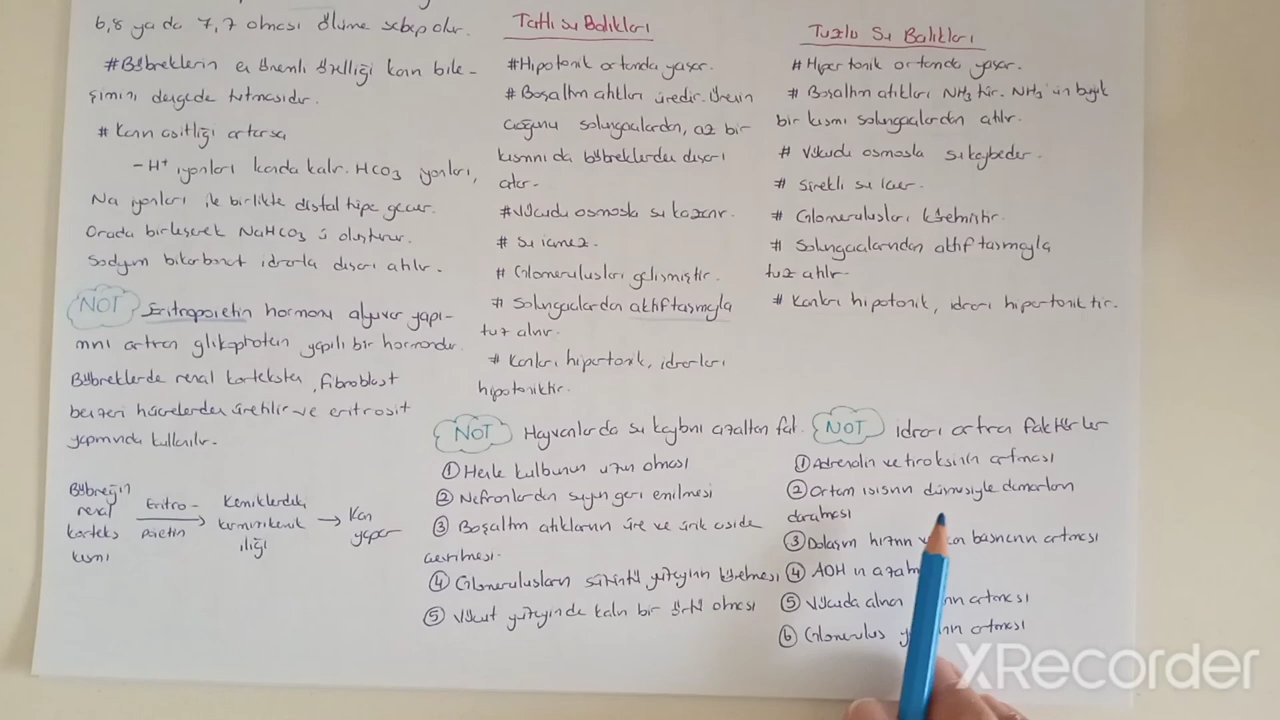 6,8 ya da 7,7 olması ölüme sebep olur.
#Böbreklerin en önemli özelliği kan bile-
şimini dengede tutmasıdır.
# Kanın asitliği artarsa
- H⁺ iyonları kanda kalır. HCO₃ iyonları,
Na iyonları ile birlikte distal tüpe geçer.
Orada birleşerek NaHCO₃ ü oluşturur.
Sodyum bikarbonat idrarla dışarı atılır.
NOT Eritropoietin hormonu alyuvar yapı-
mını artıran glikoprotein yapılı bir hormondur.
Böbreklerde renal korteksten, fibroblast
benzeri hücrelerden üretilir ve eritrosit
yapımında kullanılır.
Böbreğin
renal
korteks
kısmı
Eritro-
poietin
Kemiklerdeki
kırmızı kemik
iliği
Kan
yapar
Tatlı su Balıkları
#Hipotonik ortamda yaşar.
# Boşaltım atıkları üredir. Ürenin
çoğunu solungaçlardan, az bir
kısmını da böbreklerden dışarı
atar.
#Vücudu osmosla su kazanır.
# Su içmez.
# Glomerulusları gelişmiştir.
# Solungaçlardan aktif taşımayla
tuz alınır.
# Kanları hipertonik, idrarları
hipotoniktir.
Tuzlu Su Balıkları
# Hipertonik ortamda yaşar.
# Boşaltım atıkları NH₃ tür. NH₃ ün büyük
bir kısmı solungaçlardan atılır.
# Vücudu osmosla su kaybeder.
# Sürekli su içer.
# Glomerulusları körelmiştir.
# Solungaçlarından aktif taşımayla
tuz atılır.
# Kanları hipotonik, idrarı hipertoniktir.
NOT Hayvanlarda su kaybını azaltan fak.
① Henle kulbunun uzun olması
② Nefronlardan suyun geri emilmesi
③ Boşaltım atıklarının üre ve ürik aside
çevrilmesi.
④ Glomerulusların süzüntü yüzeyinin körelmesi
⑤ Vücut yüzeyinde kalın bir örtü olması
NOT İdrarı artıran faktörler
① Adrenalin ve tiroksinin artması
② Ortam ısısının düşmesiyle damarların
daralması
③ Dolaşım hızının basıncının artması
④ ADH ın
⑤ Vücuda alınan artması
⑥ Glomerulus artması
XRecorder